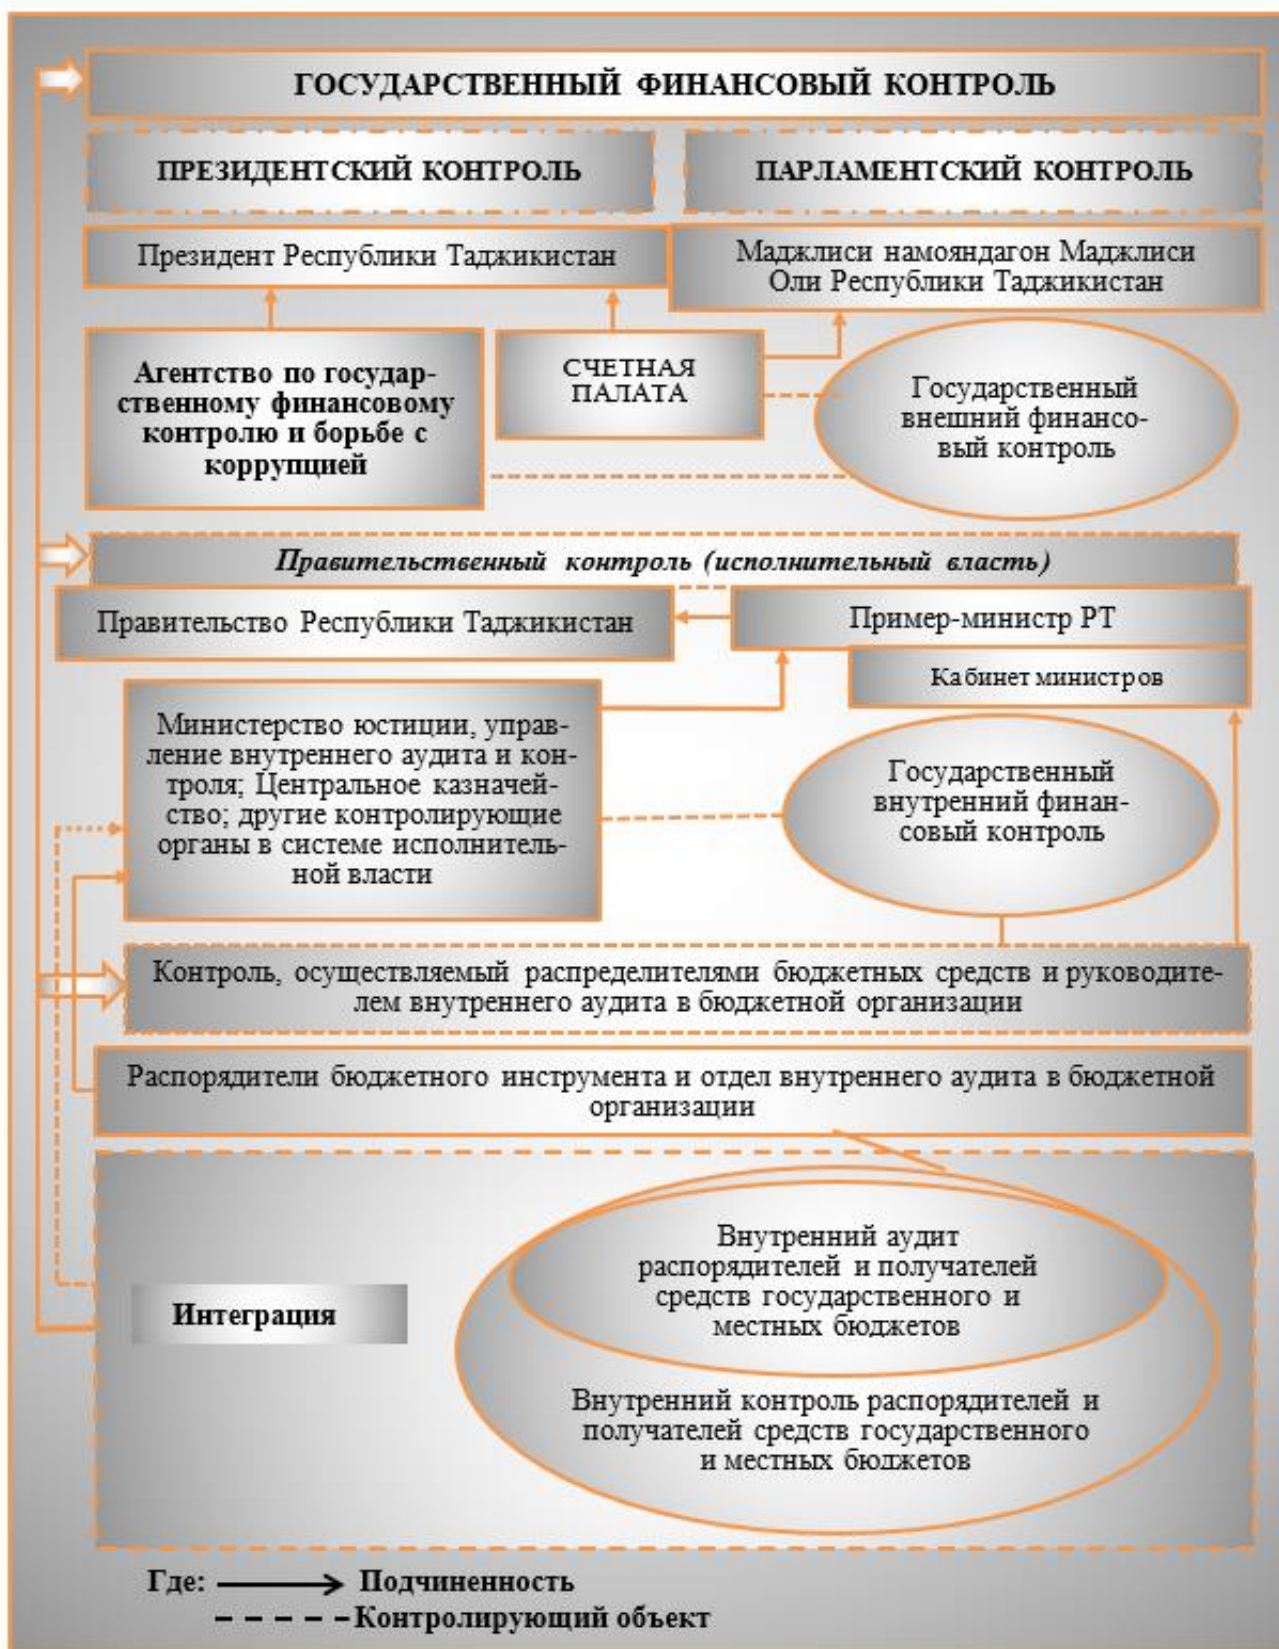 ГОСУДАРСТВЕННЫЙ ФИНАНСОВЫЙ КОНТРОЛЬ
ПРЕЗИДЕНТСКИЙ КОНТРОЛЬ
ПАРЛАМЕНТСКИЙ КОНТРОЛЬ
Президент Республики Таджикистан
Маджлиси намояндагон Маджлиси
Оли Республики Таджикистан
Агентство по государ-
ственному финансовому
контролю и борьбе с
коррупцией
СЧЕТНАЯ
ПАЛАТА
Государственный
внешний финансо-
вый контроль
Правительственный контроль (исполнительный власть)
Правительство Республики Таджикистан
Пример-министр РТ
Кабинет министров
Министерство юстиции, управ-
ление внутреннего аудита и кон-
троля; Центральное казначей-
ство; другие контролирующие
органы в системе исполнитель-
ной власти
Государственный
внутренний финан-
совый контроль
Контроль, осуществляемый распределителями бюджетных средств и руководите-
лем внутреннего аудита в бюджетной организации
Распорядители бюджетного инструмента и отдел внутреннего аудита в бюджетной
организации
Внутренний аудит
распорядителей и получателей
средств государственного и
местных бюджетов
Интеграция
Внутренний контроль распорядителей и
получателей средств государственного
и местных бюджетов
Где: Подчиненность
Контролирующий объект